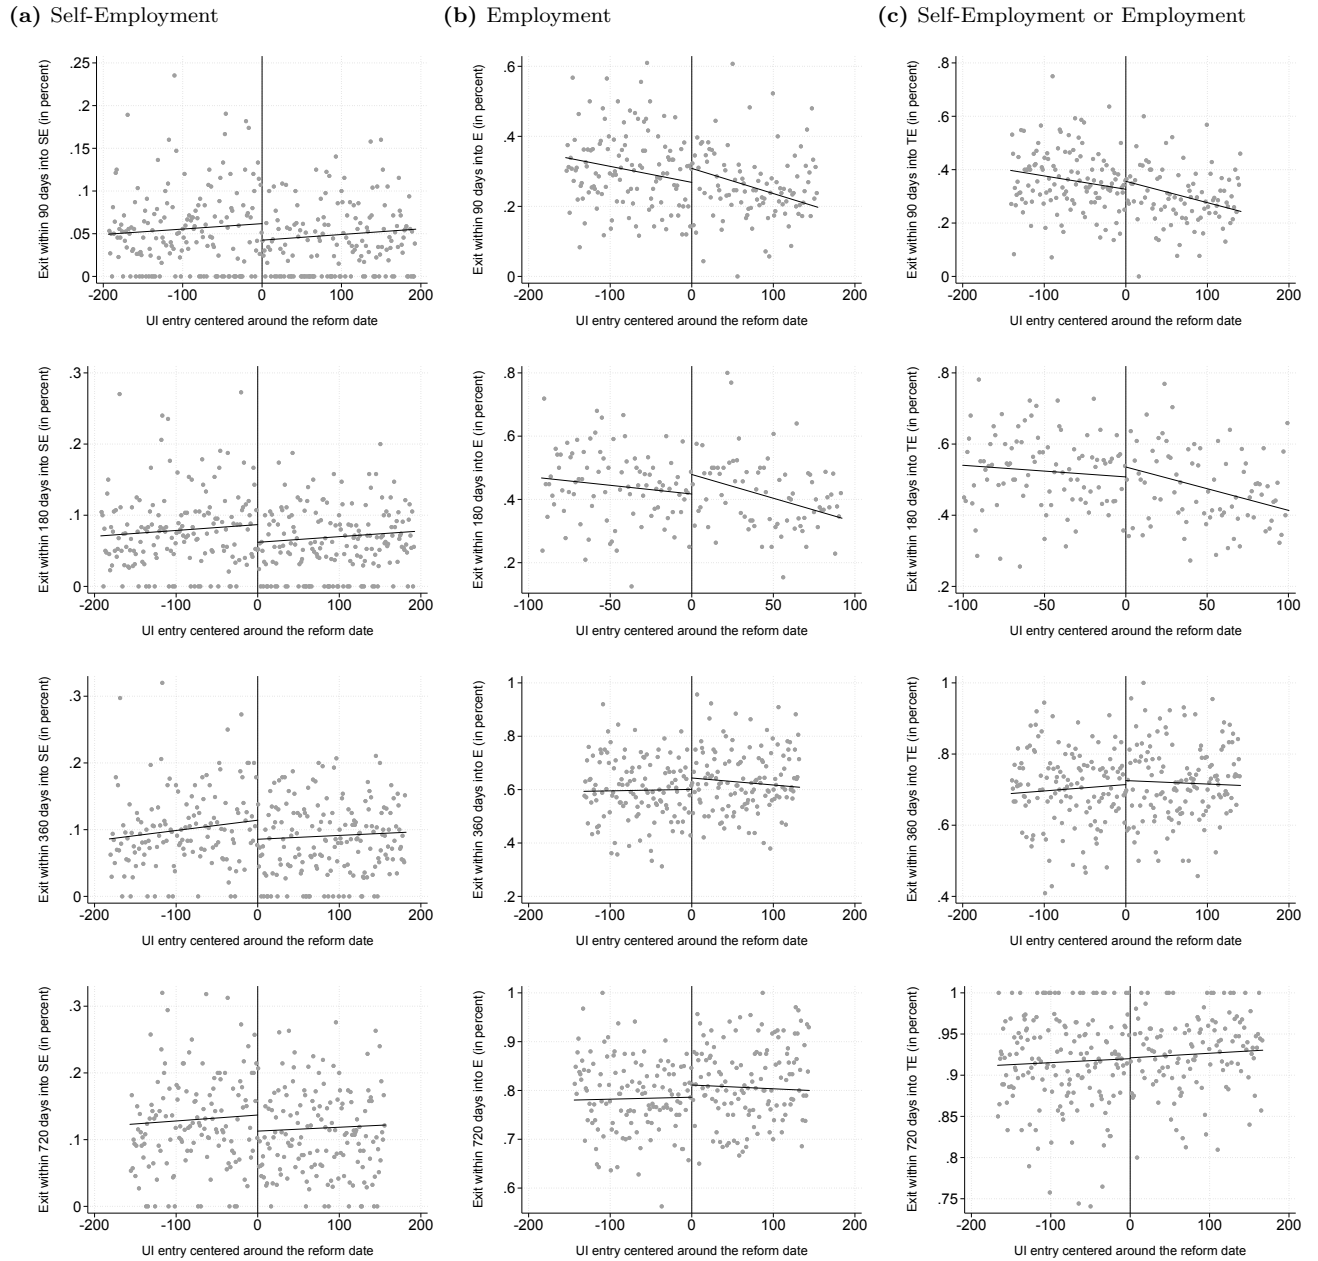 (a) Self-Employment
(b) Employment
(c) Self-Employment or Employment
Exit within 90 days into SE (in percent)
.25
.2
.15
.1
.05
0
-200 -100 0 100 200
UI entry centered around the reform date
Exit within 90 days into E (in percent)
.6
.4
.2
0
-200 -100 0 100 200
UI entry centered around the reform date
Exit within 90 days into TE (in percent)
.8
.6
.4
.2
0
-200 -100 0 100 200
UI entry centered around the reform date
Exit within 180 days into SE (in percent)
.3
.2
.1
0
-200 -100 0 100 200
UI entry centered around the reform date
Exit within 180 days into E (in percent)
.8
.6
.4
.2
-100 -50 0 50 100
UI entry centered around the reform date
Exit within 180 days into TE (in percent)
.8
.6
.4
.2
-100 -50 0 50 100
UI entry centered around the reform date
Exit within 360 days into SE (in percent)
.3
.2
.1
0
-200 -100 0 100 200
UI entry centered around the reform date
Exit within 360 days into E (in percent)
1
.8
.6
.4
.2
-200 -100 0 100 200
UI entry centered around the reform date
Exit within 360 days into TE (in percent)
1
.8
.6
.4
-200 -100 0 100 200
UI entry centered around the reform date
Exit within 720 days into SE (in percent)
.3
.2
.1
0
-200 -100 0 100 200
UI entry centered around the reform date
Exit within 720 days into E (in percent)
1
.9
.8
.7
.6
-200 -100 0 100 200
UI entry centered around the reform date
Exit within 720 days into TE (in percent)
1
.95
.9
.85
.8
.75
-200 -100 0 100 200
UI entry centered around the reform date